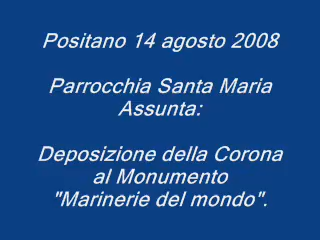 Positano 14 agosto 2008
Parrocchia Santa Maria
Assunta:
Deposizione della Corona
al Monumento
"Marinerie del mondo".